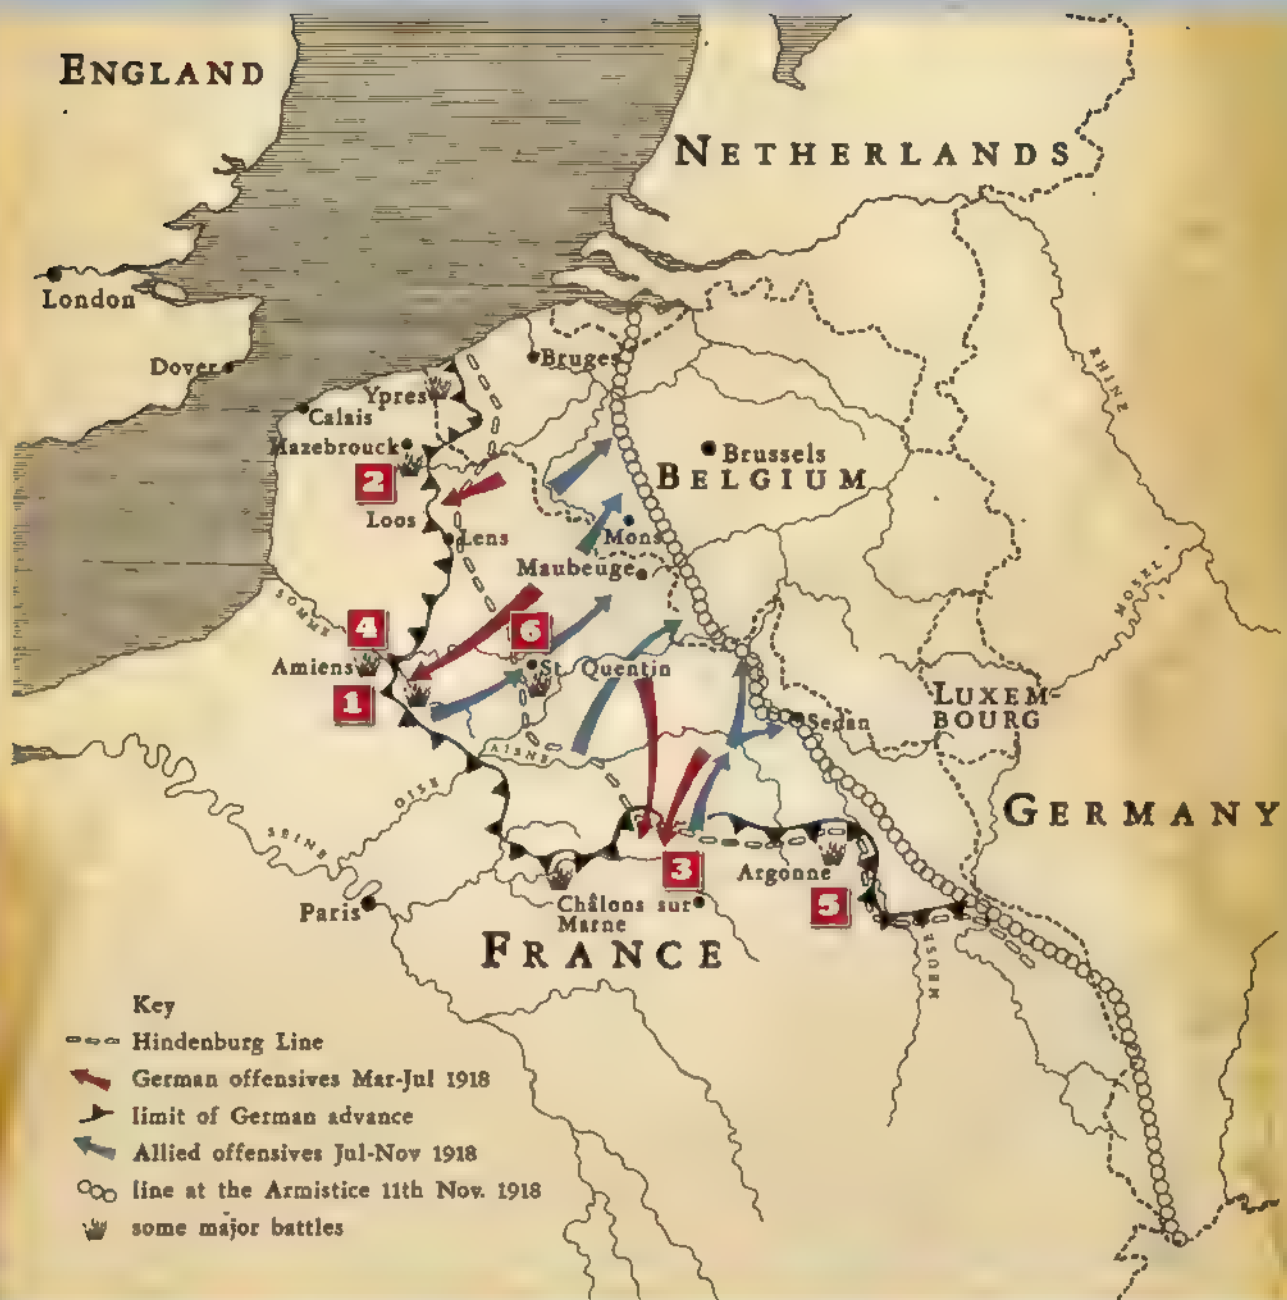 ENGLAND
NETHERLANDS
London
Dover
Bruges
RHINE
Ypres
Calais
Hazebrouck
Brussels
BELGIUM
2
Loos
Lens
Mons
Maubeuge
MOSEL
SOMME
4
6
Amiens
St. Quentin
1
LUXEM-
BOURG
Sedan
AISNE
OISE
GERMANY
SEINE
3
Argonne
5
Paris
Châlons sur
Marne
FRANCE
MEUSE
Key
Hindenburg Line
German offensives Mar-Jul 1918
limit of German advance
Allied offensives Jul-Nov 1918
line at the Armistice 11th Nov. 1918
some major battles